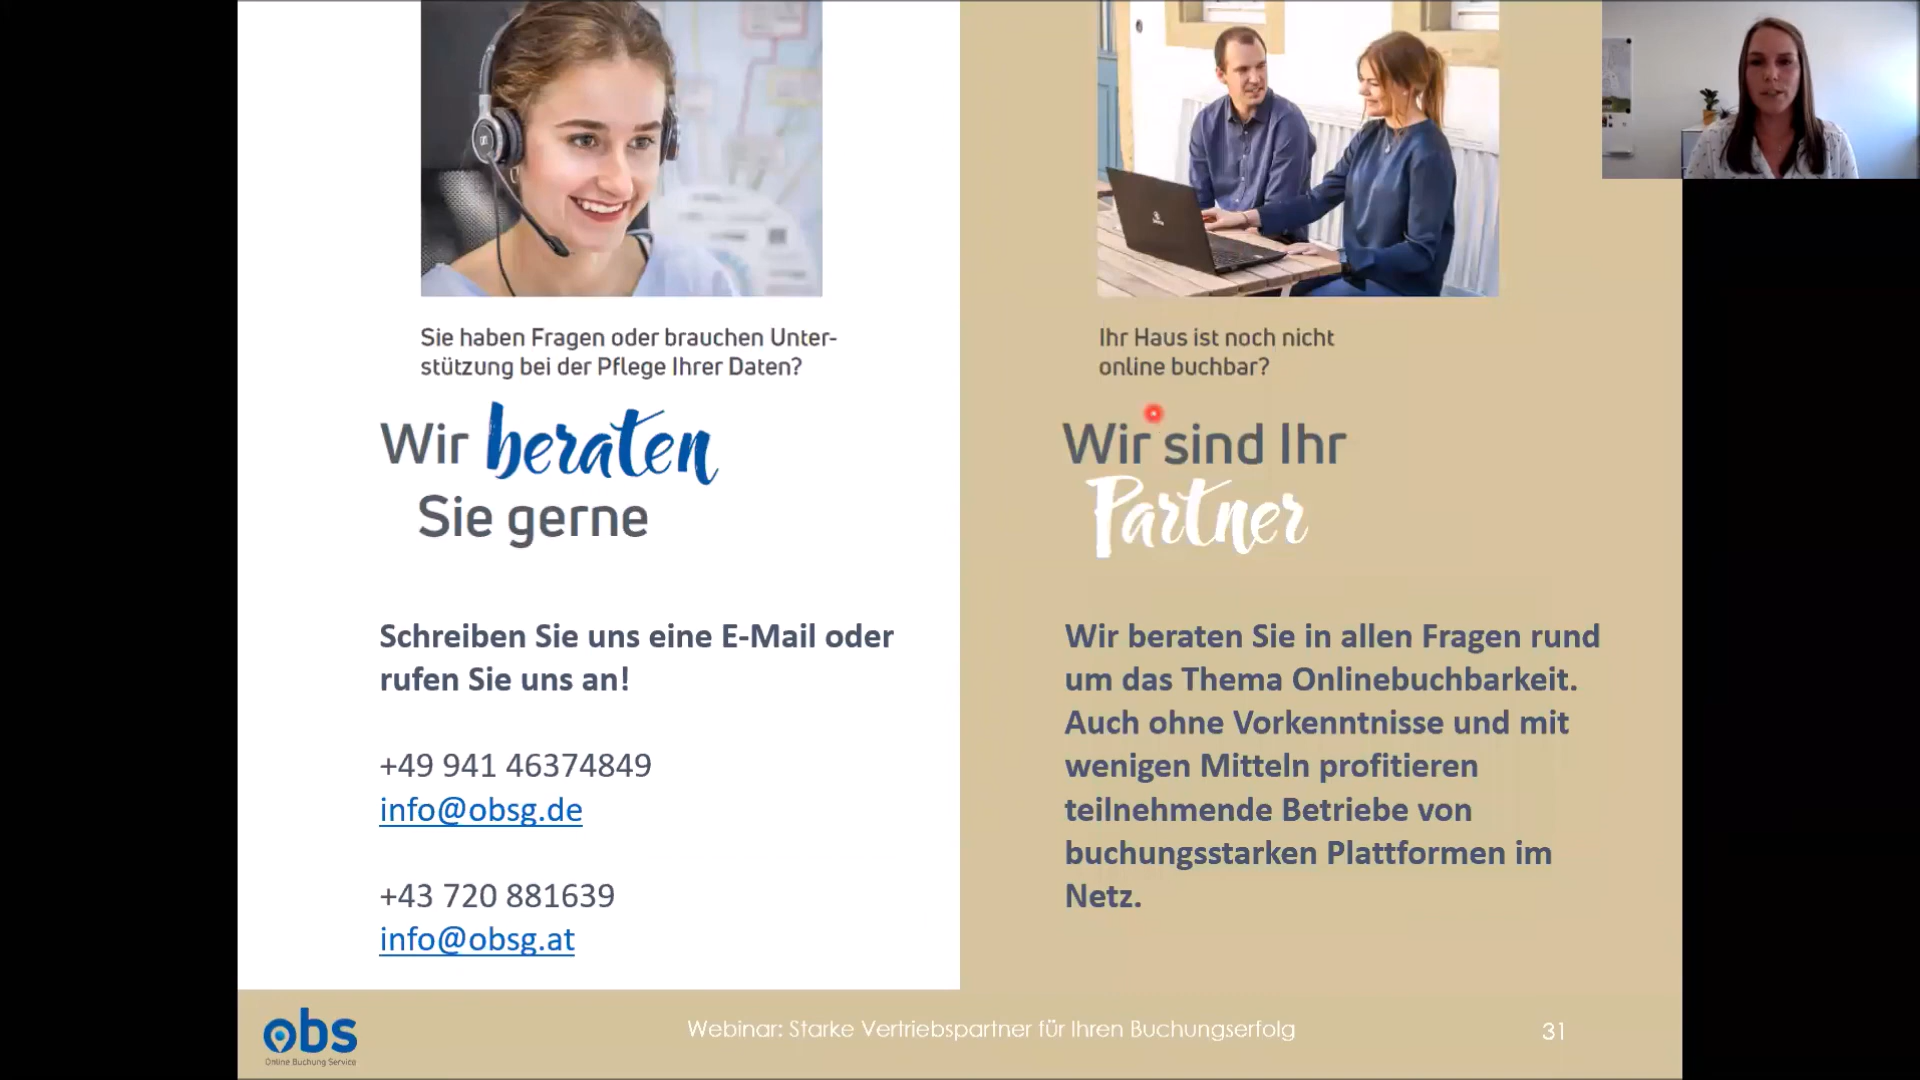 Sie haben Fragen oder brauchen Unter-
stützung bei der Pflege Ihrer Daten?
Wir beraten
Sie gerne
Schreiben Sie uns eine E-Mail oder
rufen Sie uns an!
+49 941 46374849
info@obsg.de
+43 720 881639
info@obsg.at
Ihr Haus ist noch nicht
online buchbar?
Wir sind Ihr
Partner
Wir beraten Sie in allen Fragen rund
um das Thema Onlinebuchbarkeit.
Auch ohne Vorkenntnisse und mit
wenigen Mitteln profitieren
teilnehmende Betriebe von
buchungsstarken Plattformen im
Netz.
obs
Online Buchung Service
Webinar: Starke Vertriebspartner für Ihren Buchungserfolg
31